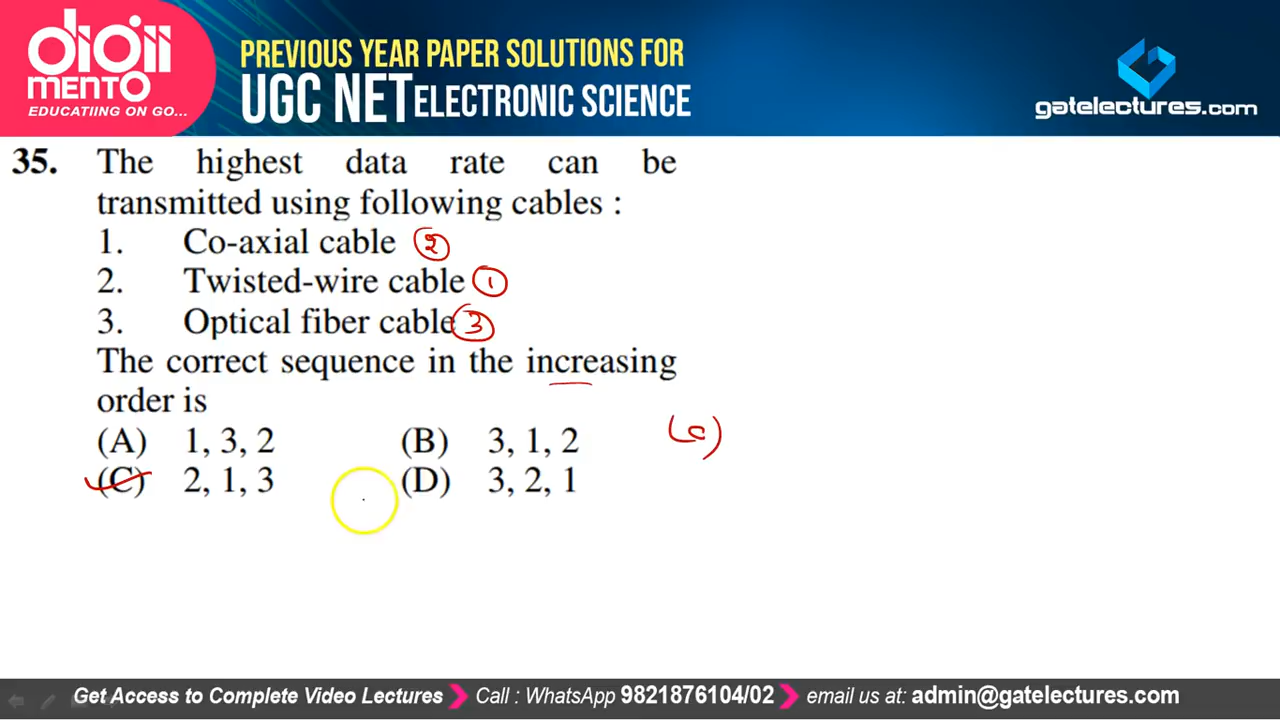 dioii
MENTO
EDUCATIING ON GO...
PREVIOUS YEAR PAPER SOLUTIONS FOR
UGC NET ELECTRONIC SCIENCE
gatelectures.com
35. The highest data rate can be
transmitted using following cables :
1. Co-axial cable 2
2. Twisted-wire cable 1
3. Optical fiber cable 3
The correct sequence in the increasing
order is
(A) 1, 3, 2 (B) 3, 1, 2
(C) 2, 1, 3 (D) 3, 2, 1
Get Access to Complete Video Lectures Call : WhatsApp 9821876104/02 email us at: admin@gatelectures.com